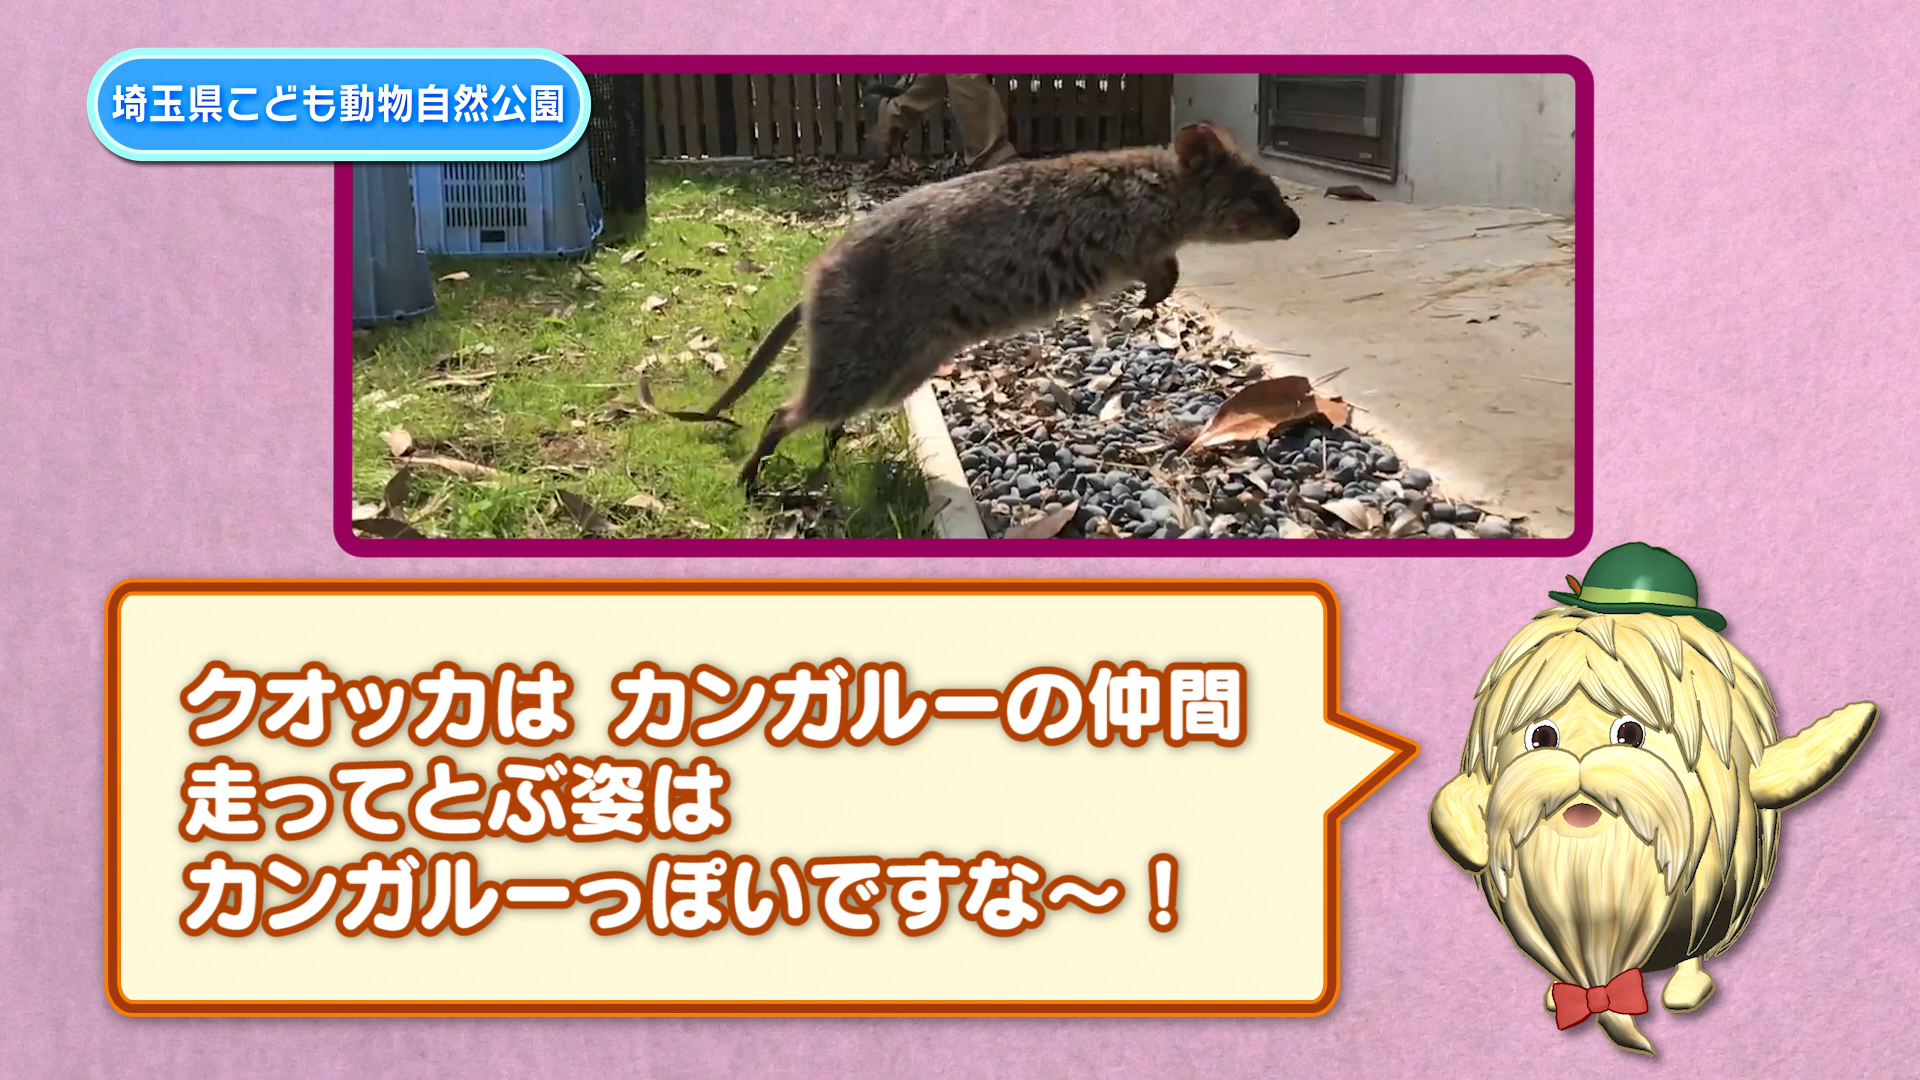 埼玉県こども動物自然公園
クオッカは カンガルーの仲間
走ってとぶ姿は
カンガルーっぽいですな〜！